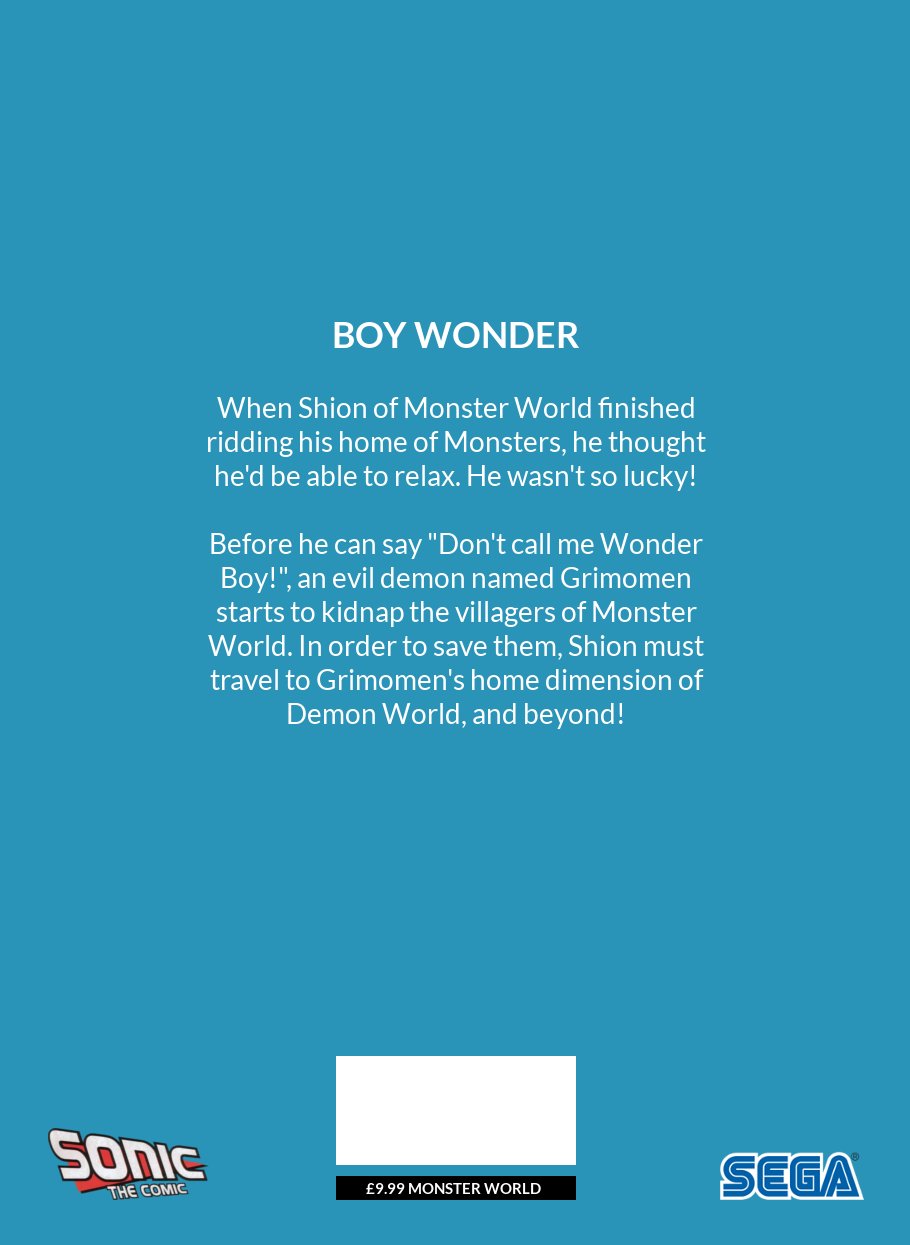 BOY WONDER
When Shion of Monster World finished
ridding his home of Monsters, he thought
he'd be able to relax. He wasn't so lucky!
Before he can say "Don't call me Wonder
Boy!", an evil demon named Grimomen
starts to kidnap the villagers of Monster
World. In order to save them, Shion must
travel to Grimomen's home dimension of
Demon World, and beyond!
SONIC
THE COMIC
£9.99 MONSTER WORLD
SEGA®